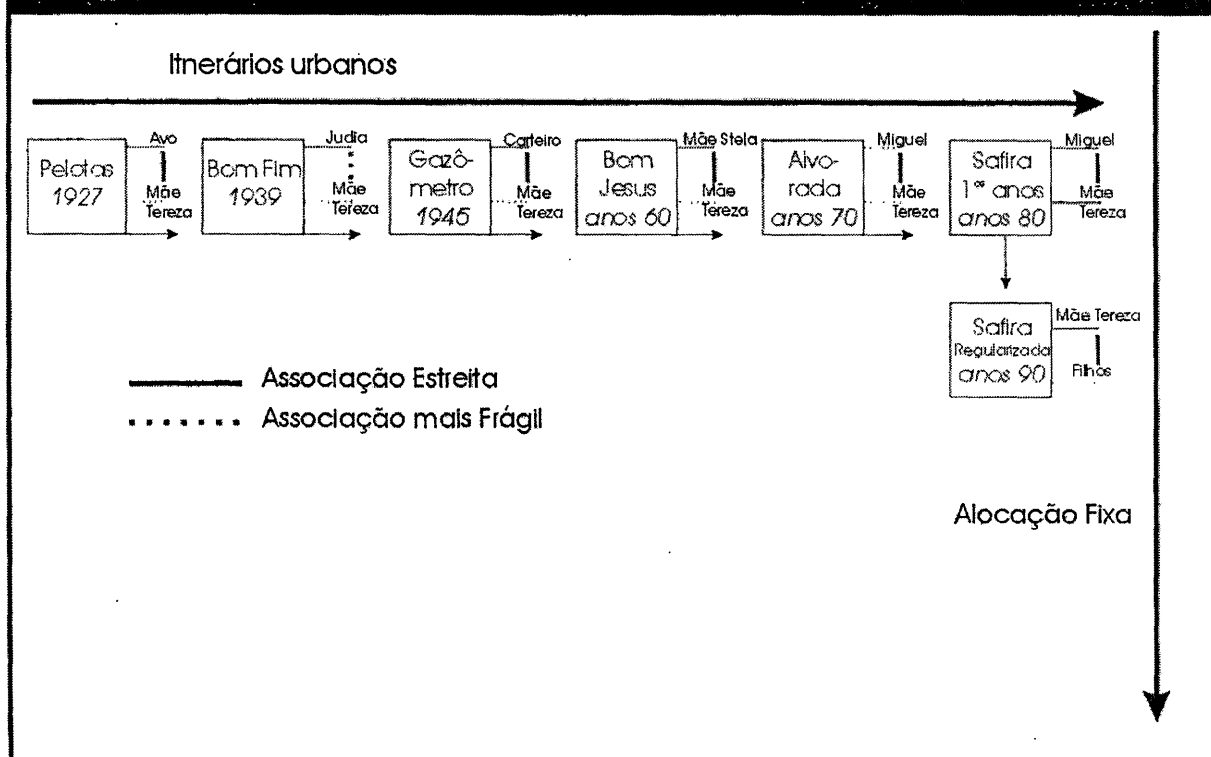 Itnerários urbanos
Pelotas
1927
Avo
Mãe
Tereza
Bom Fim
1939
Judia
Mãe
Tereza
Gazô-
metro
1945
Carteiro
Mãe
Tereza
Bom
Jesus
anos 60
Mãe Stela
Mãe
Tereza
Alvo-
rada
anos 70
Miguel
Mãe
Tereza
Safira
1ºˢ anos
anos 80
Miguel
Mãe
Tereza
Safira
Regularizada
anos 90
Mãe Tereza
Filhos
Associação Estreita
Associação mais Frágil
Alocação Fixa